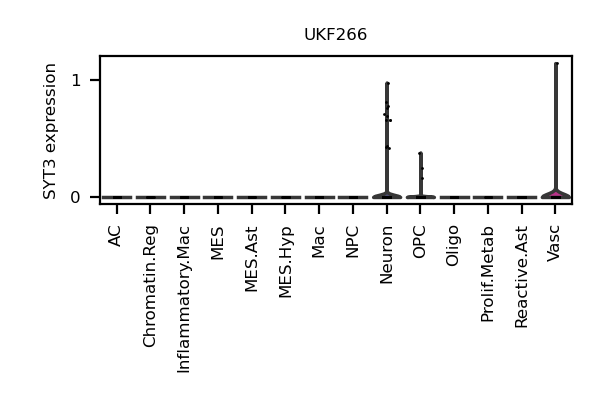 UKF266
SYT3 expression
1
0
AC
Chromatin.Reg
Inflammatory.Mac
MES
MES.Ast
MES.Hyp
Mac
NPC
Neuron
OPC
Oligo
Prolif.Metab
Reactive.Ast
Vasc